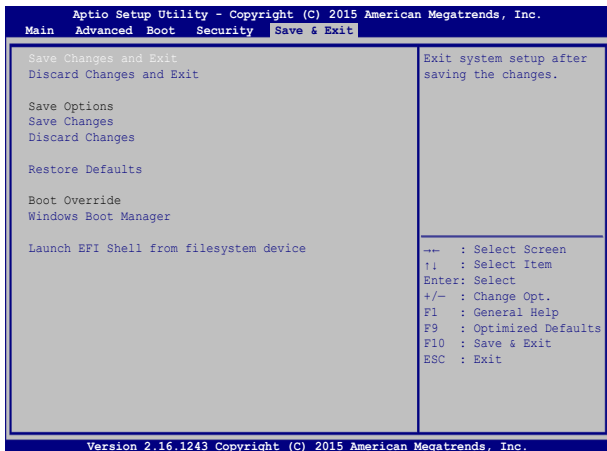 Aptio Setup Utility - Copyright (C) 2015 American Megatrends, Inc.
Main Advanced Boot Security Save & Exit
Save Changes and Exit
Discard Changes and Exit
Save Options
Save Changes
Discard Changes
Restore Defaults
Boot Override
Windows Boot Manager
Launch EFI Shell from filesystem device
Exit system setup after
saving the changes.
→← : Select Screen
↑↓ : Select Item
Enter: Select
+/— : Change Opt.
F1 : General Help
F9 : Optimized Defaults
F10 : Save & Exit
ESC : Exit
Version 2.16.1243 Copyright (C) 2015 American Megatrends, Inc.